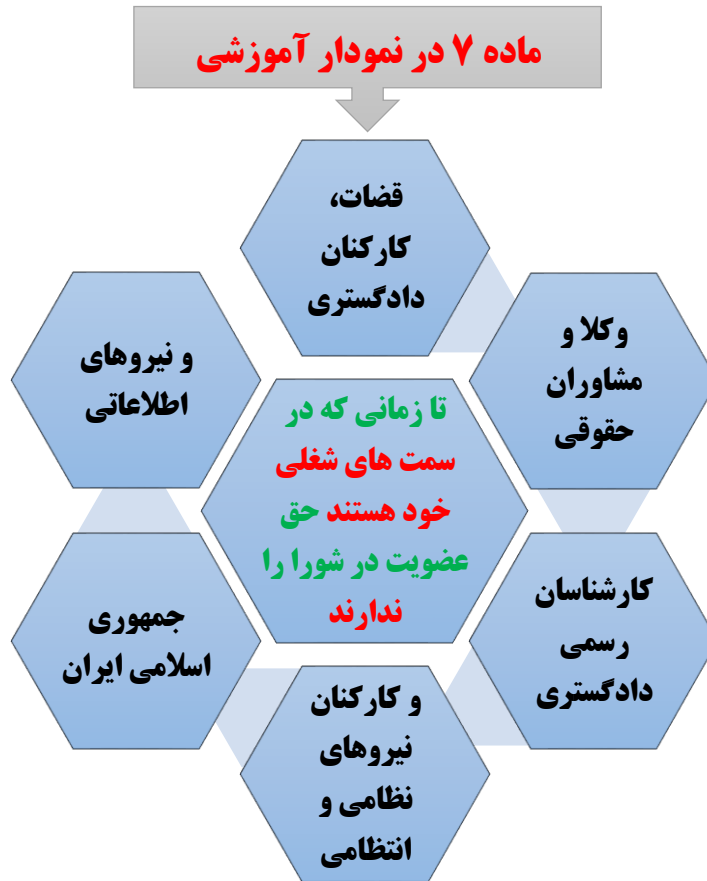 ماده ۷ در نمودار آموزشی
قضات،
کارکنان
دادگستری
وکلا و
مشاوران
حقوقی
کارشناسان
رسمی
دادگستری
و کارکنان
نیروهای
نظامی و
انتظامی
جمهوری
اسلامی ایران
و نیروهای
اطلاعاتی
تا زمانی که در
سمت های شغلی
خود هستند حق
عضویت در شورا را
ندارند